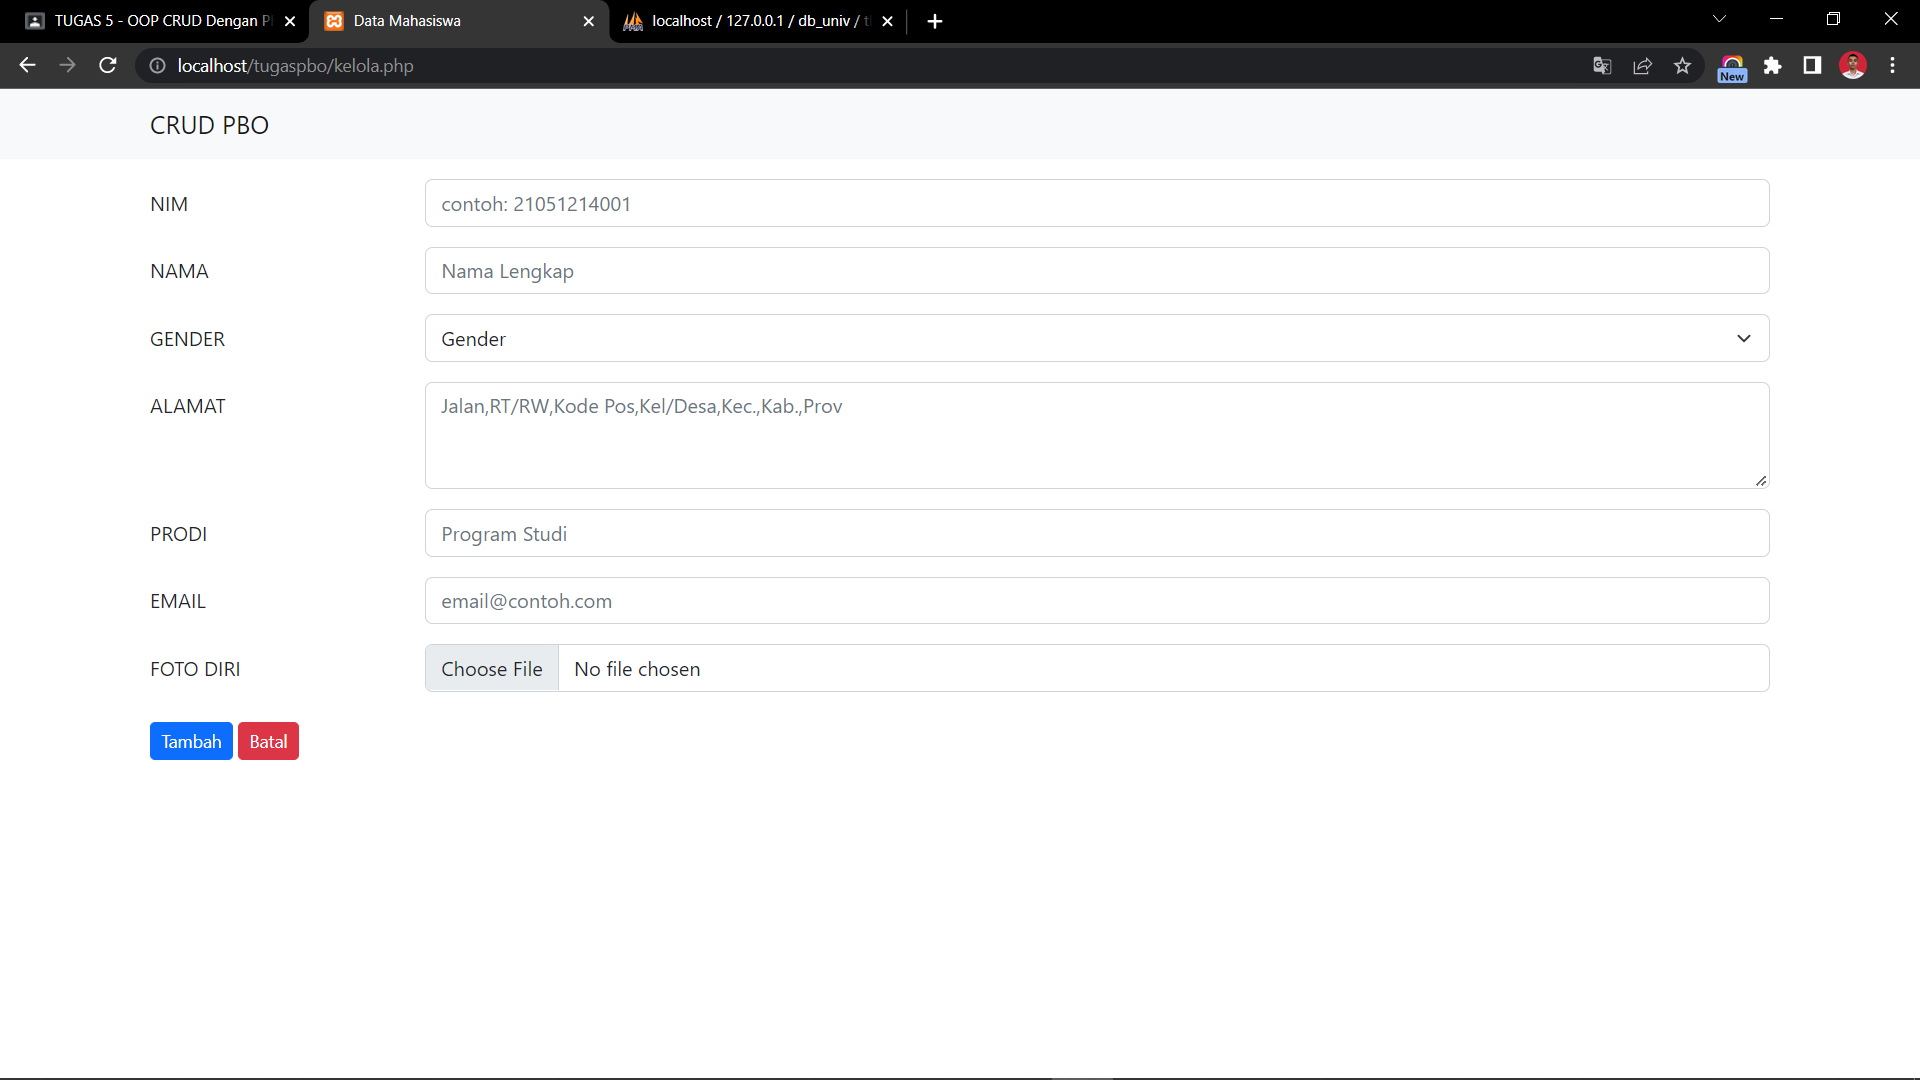 TUGAS 5 - OOP CRUD Dengan P
Data Mahasiswa
localhost / 127.0.0.1 / db_univ /
localhost/tugaspbo/kelola.php
New
CRUD PBO
NIM
contoh: 21051214001
NAMA
Nama Lengkap
GENDER
Gender
ALAMAT
Jalan,RT/RW,Kode Pos,Kel/Desa,Kec.,Kab.,Prov
PRODI
Program Studi
EMAIL
email@contoh.com
FOTO DIRI
Choose File No file chosen
Tambah Batal